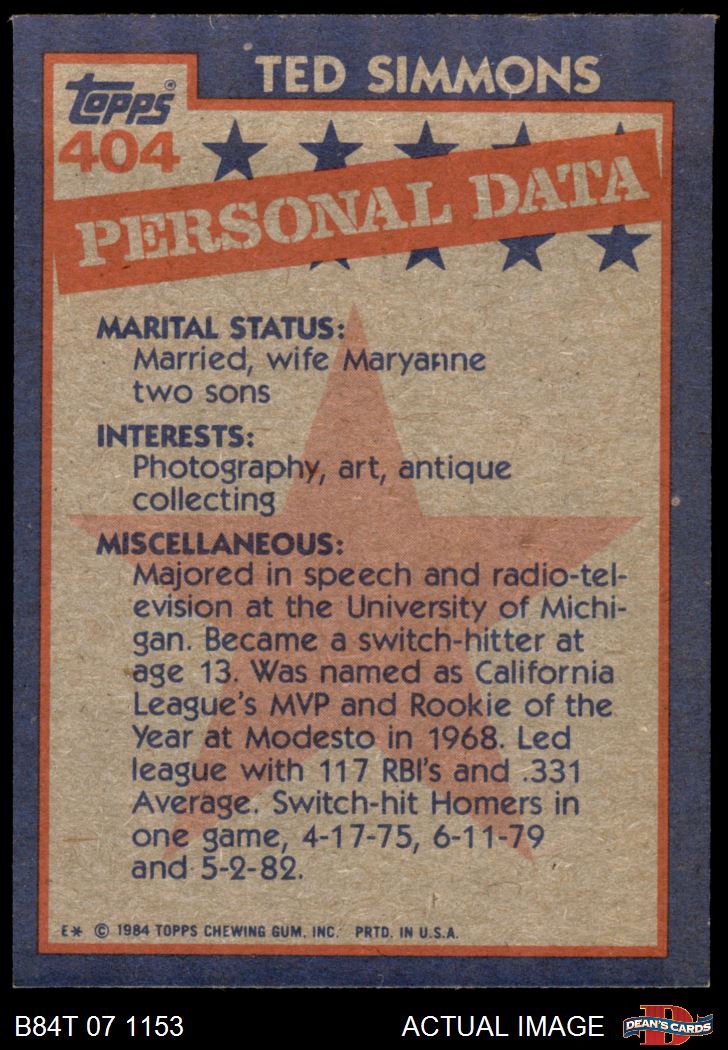 TED SIMMONS
Topps®
404
PERSONAL DATA
MARITAL STATUS:
Married, wife Maryanne
two sons
INTERESTS:
Photography, art, antique
collecting
MISCELLANEOUS:
Majored in speech and radio-tel-
evision at the University of Michi-
gan. Became a switch-hitter at
age 13. Was named as California
League's MVP and Rookie of the
Year at Modesto in 1968. Led
league with 117 RBI's and .331
Average. Switch-hit Homers in
one game, 4-17-75, 6-11-79
and 5-2-82.
E* © 1984 TOPPS CHEWING GUM, INC. PRTD. IN U.S.A.
B84T 07 1153 ACTUAL IMAGE D DEAN'S CARDS